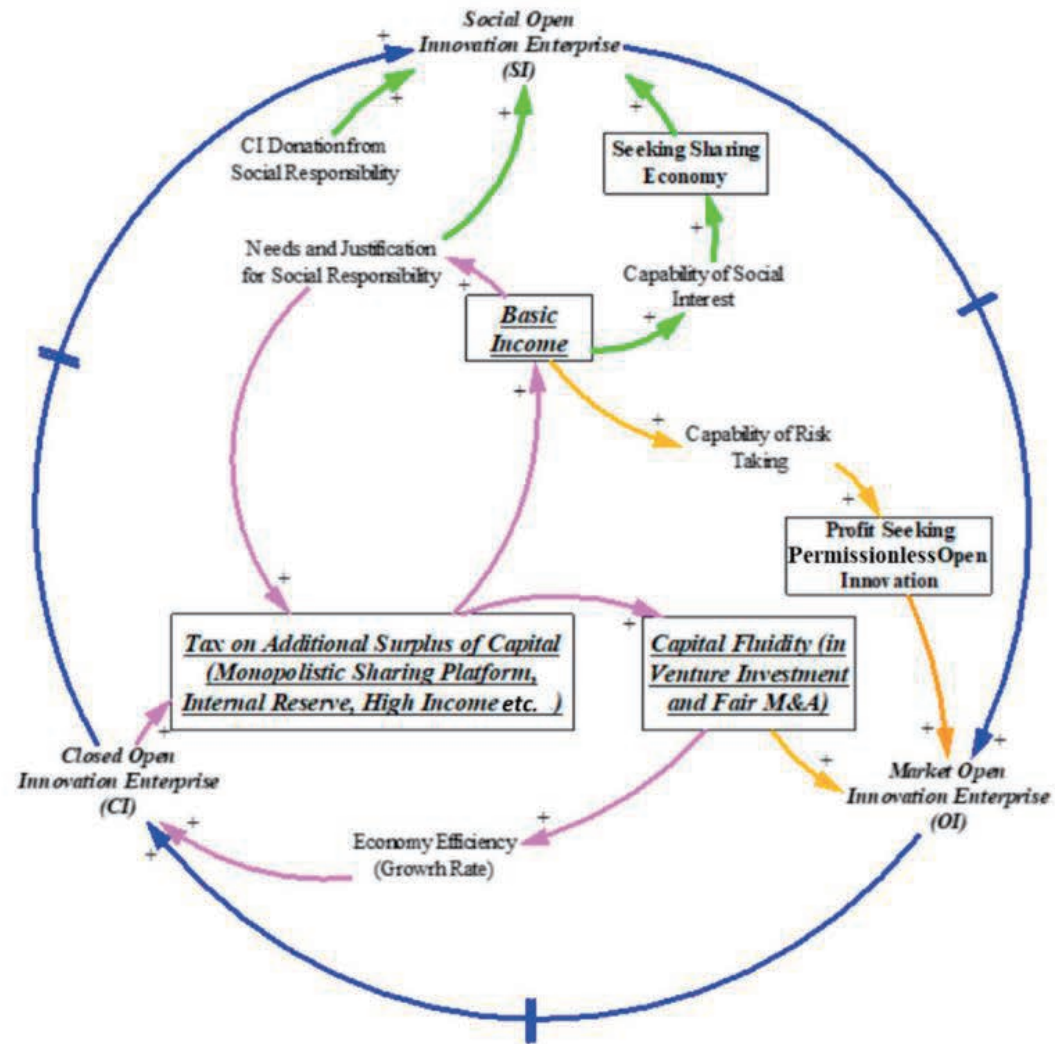 Social Open
Innovation Enterprise
(SI)
+
+
+
+
CI Donation from
Social Responsibility
Seeking Sharing
Economy
+
Needs and Justification
for Social Responsibility
Capability of Social
Interest
+
+
Basic
Income
+
+
Capability of Risk
Taking
+
Profit Seeking
Permissionless Open
Innovation
+
+
Tax on Additional Surplus of Capital
(Monopolistic Sharing Platform,
Internal Reserve, High Income etc. )
Capital Fluidity (in
Venture Investment
and Fair M&A)
+
+
+
+
Closed Open
Innovation Enterprise
(CI)
Market Open
Innovation Enterprise
(OI)
+
+
+
+
Economy Efficiency
(Growrh Rate)